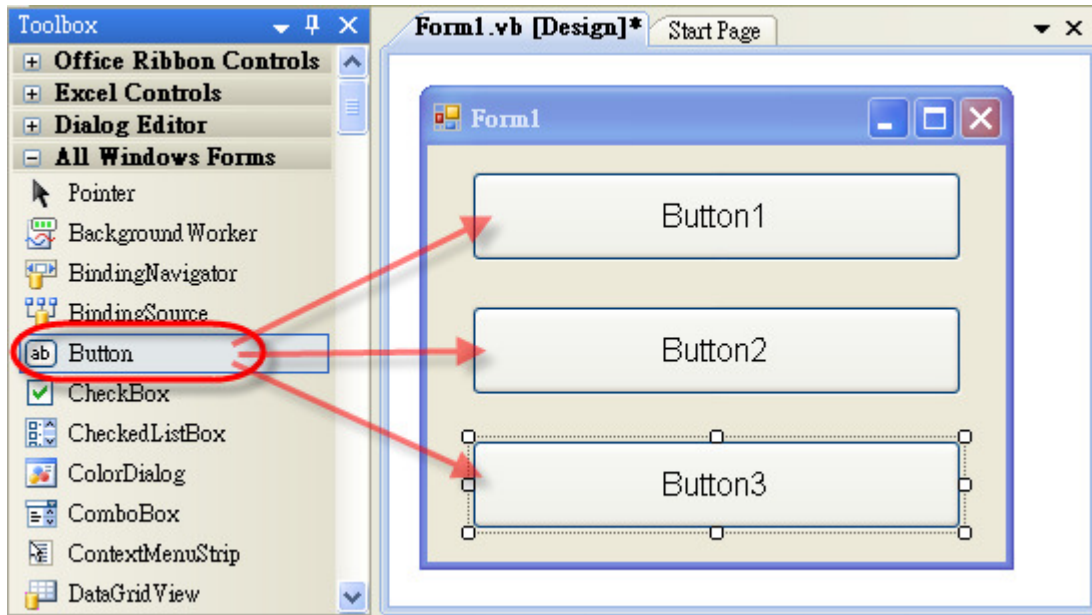 Toolbox
Office Ribbon Controls
Excel Controls
Dialog Editor
All Windows Forms
Pointer
BackgroundWorker
BindingNavigator
BindingSource
ab Button
CheckBox
CheckedListBox
ColorDialog
ComboBox
ContextMenuStrip
DataGridView
Form1.vb [Design]* Start Page
Form1
Button1
Button2
Button3